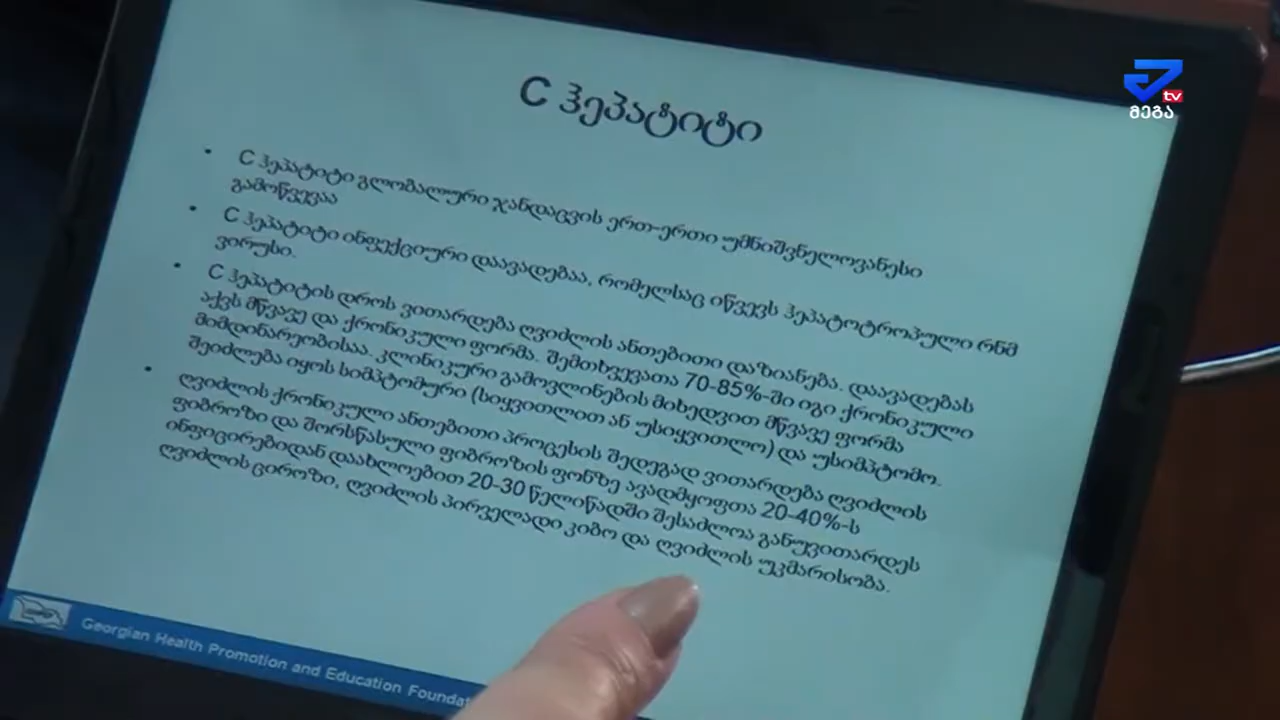 C ჰეპატიტი
• C ჰეპატიტი გლობალური ჯანდაცვის ერთ-ერთი უმნიშვნელოვანესი
გამოწვევაა
• C ჰეპატიტი ინფექციური დაავადებაა, რომელსაც იწვევს ჰეპატოტროპული რნმ
ვირუსი.
• C ჰეპატიტის დროს ვითარდება ღვიძლის ანთებითი დაზიანება. დაავადებას
აქვს მწვავე და ქრონიკული ფორმა. შემთხვევათა 70-85%-ში იგი ქრონიკული
მიმდინარეობისაა. კლინიკური გამოვლინების მიხედვით მწვავე ფორმა
შეიძლება იყოს სიმპტომური (სიყვითლით ან უსიყვითლო) და უსიმპტომო.
• ღვიძლის ქრონიკული ანთებითი პროცესის შედეგად ვითარდება ღვიძლის
ფიბროზი და შორსწასული ფიბროზის ფონზე ავადმყოფთა 20-40%-ს
ინფიცირებიდან დაახლოებით 20-30 წელიწადში შესაძლოა განუვითარდეს
ღვიძლის ციროზი, ღვიძლის პირველადი კიბო და ღვიძლის უკმარისობა.
Georgian Health Promotion and Education Foundat
tv
მეგა